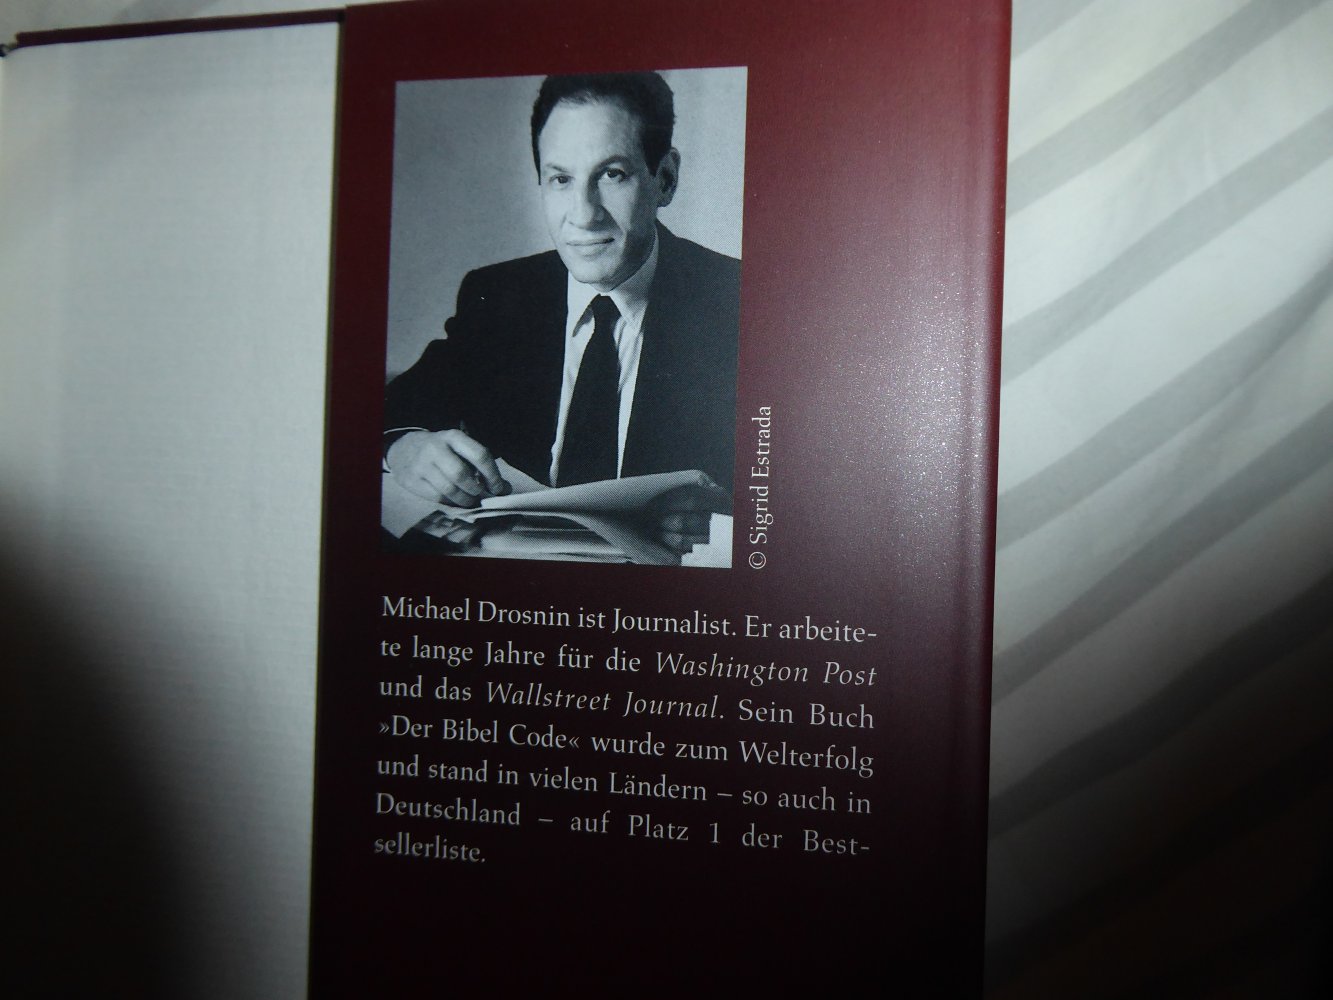 © Sigrid Estrada
Michael Drosnin ist Journalist. Er arbeite-
te lange Jahre für die Washington Post
und das Wallstreet Journal. Sein Buch
»Der Bibel Code« wurde zum Welterfolg
und stand in vielen Ländern – so auch in
Deutschland – auf Platz 1 der Best-
sellerliste.